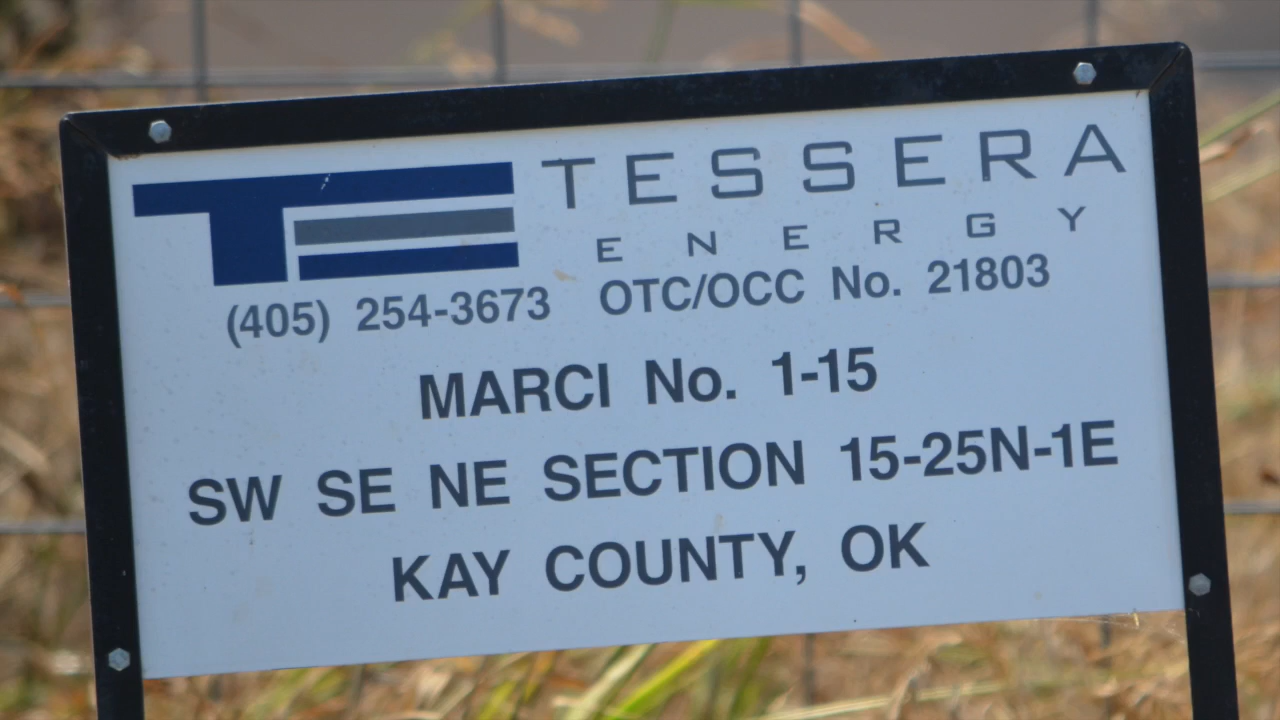 TESSERA
ENERGY
(405) 254-3673 OTC/OCC No. 21803
MARCI No. 1-15
SW SE NE SECTION 15-25N-1E
KAY COUNTY, OK